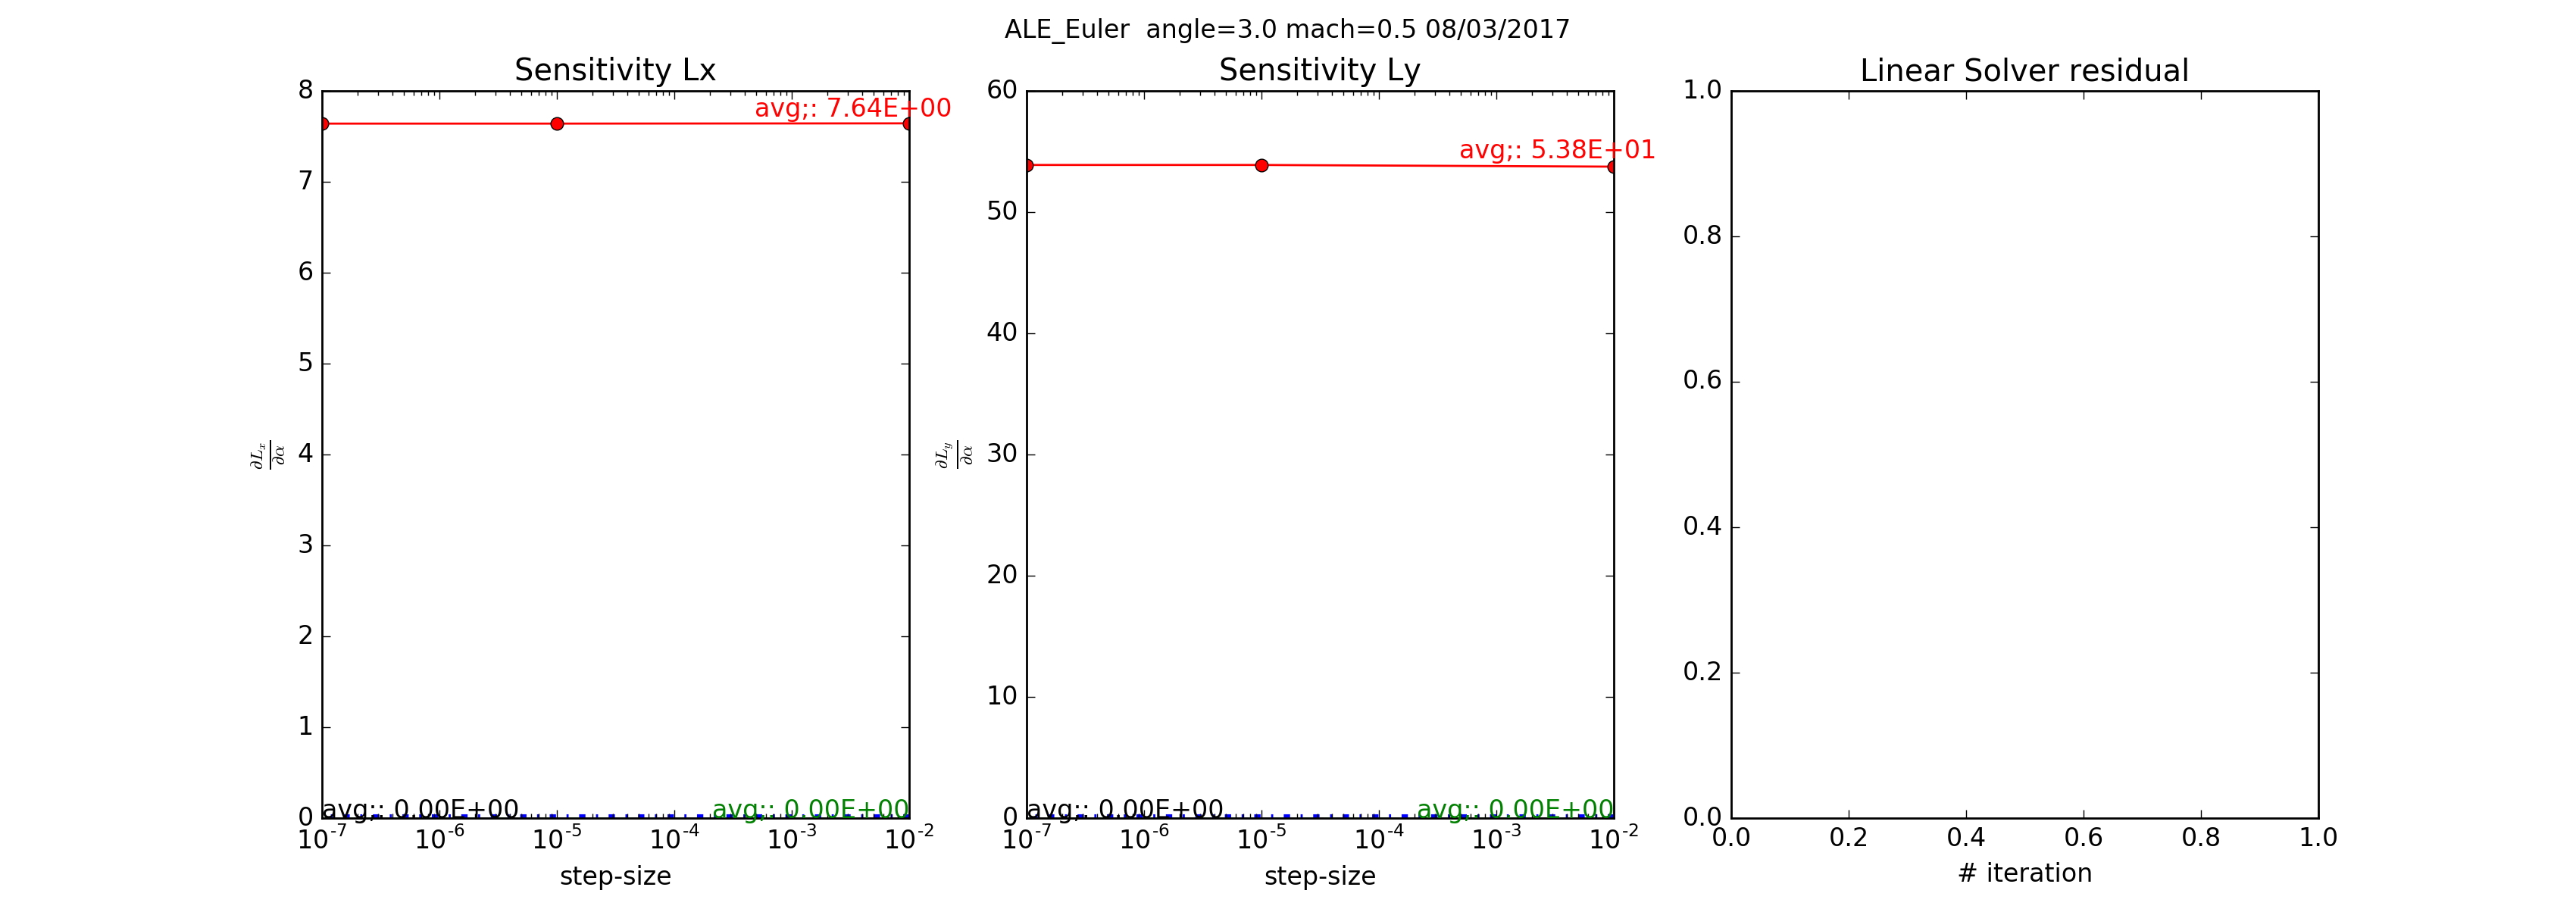 ALE_Euler  angle=3.0 mach=0.5 08/03/2017
Sensitivity Lx
8
7
6
5
4
3
2
1
0
avg;: 7.64E+00
avg;: 0.00E+00
avg;: 0.00E+00
∂Lx/∂α
10^-7 10^-6 10^-5 10^-4 10^-3 10^-2
step-size
Sensitivity Ly
60
50
40
30
20
10
0
avg;: 5.38E+01
avg;: 0.00E+00
avg;: 0.00E+00
∂Ly/∂α
10^-7 10^-6 10^-5 10^-4 10^-3 10^-2
step-size
Linear Solver residual
1.0
0.8
0.6
0.4
0.2
0.0
0.0 0.2 0.4 0.6 0.8 1.0
# iteration